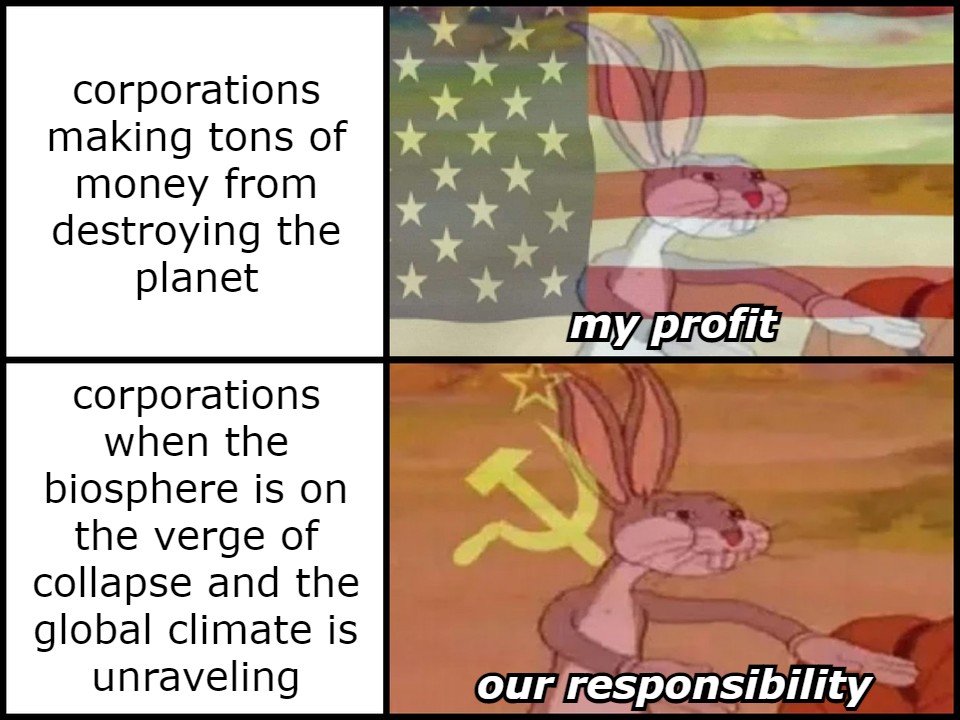 corporations
making tons of
money from
destroying the
planet
my profit
corporations
when the
biosphere is on
the verge of
collapse and the
global climate is
unraveling
our responsibility